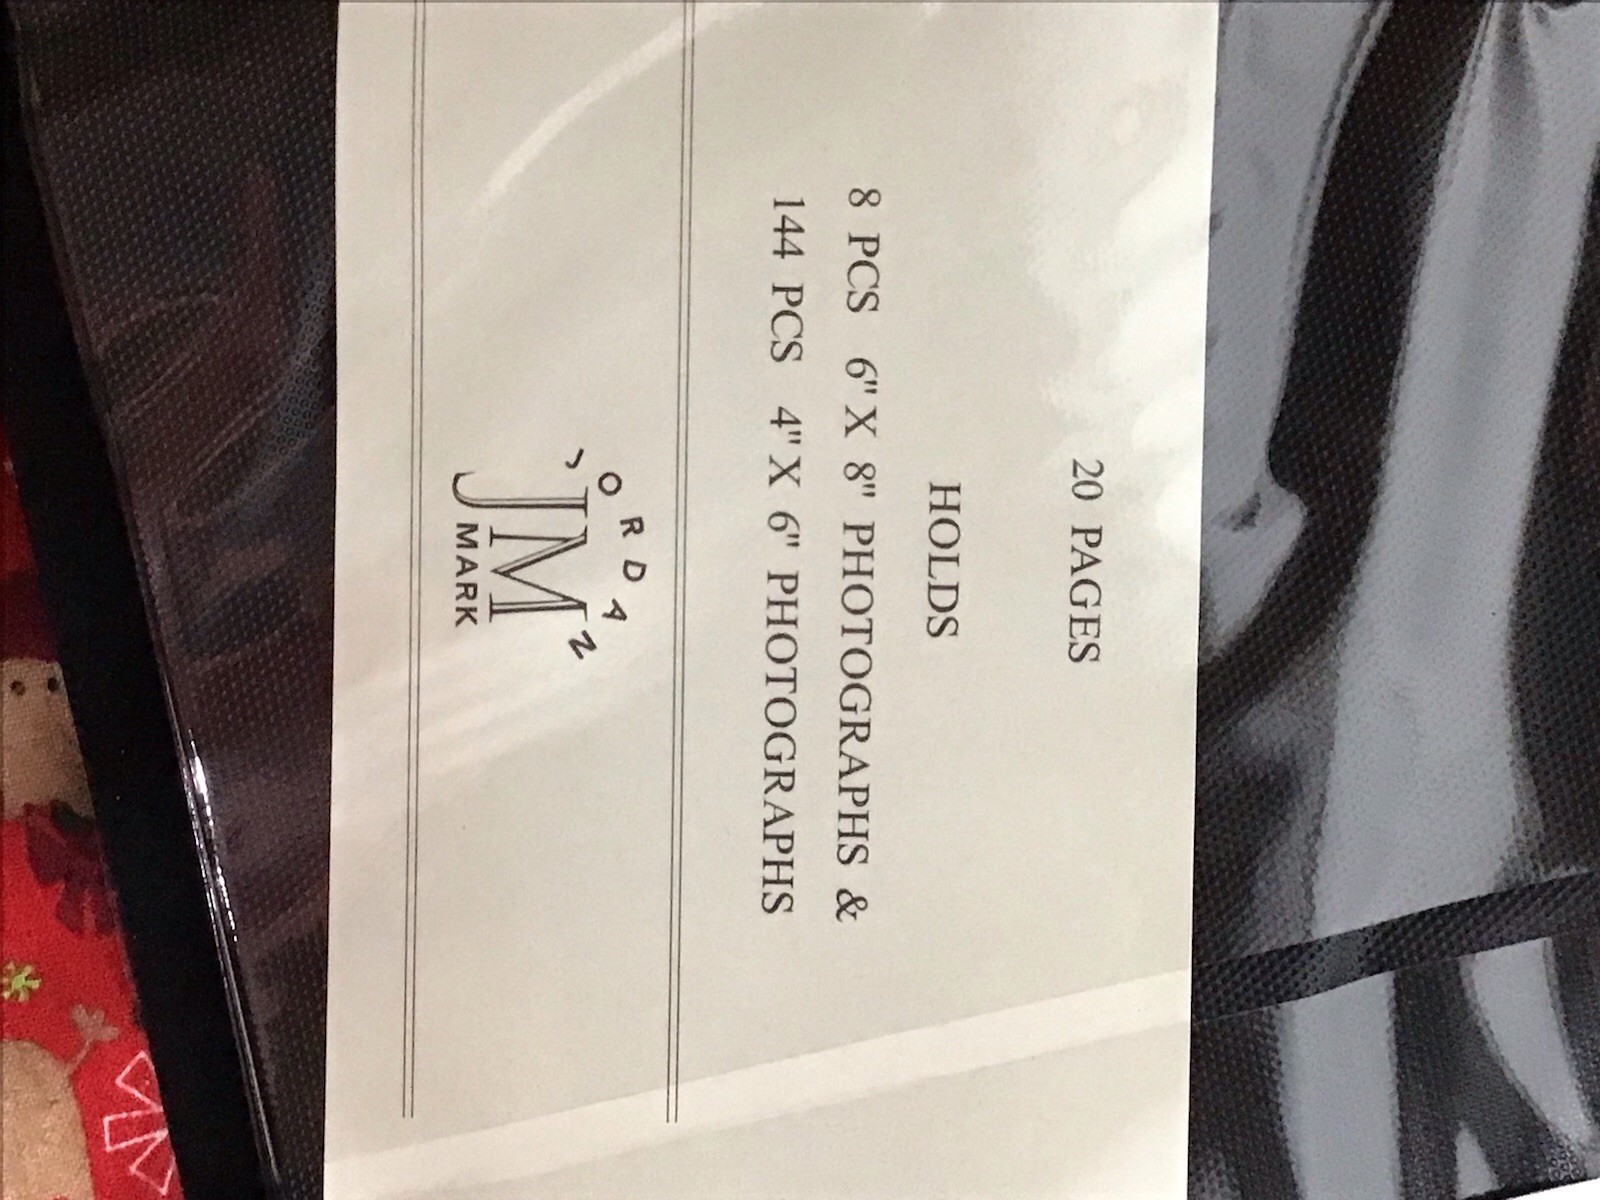 20 PAGES
HOLDS
8 PCS 6" X 8" PHOTOGRAPHS &
144 PCS 4" X 6" PHOTOGRAPHS
JORDAN
JM
MARK